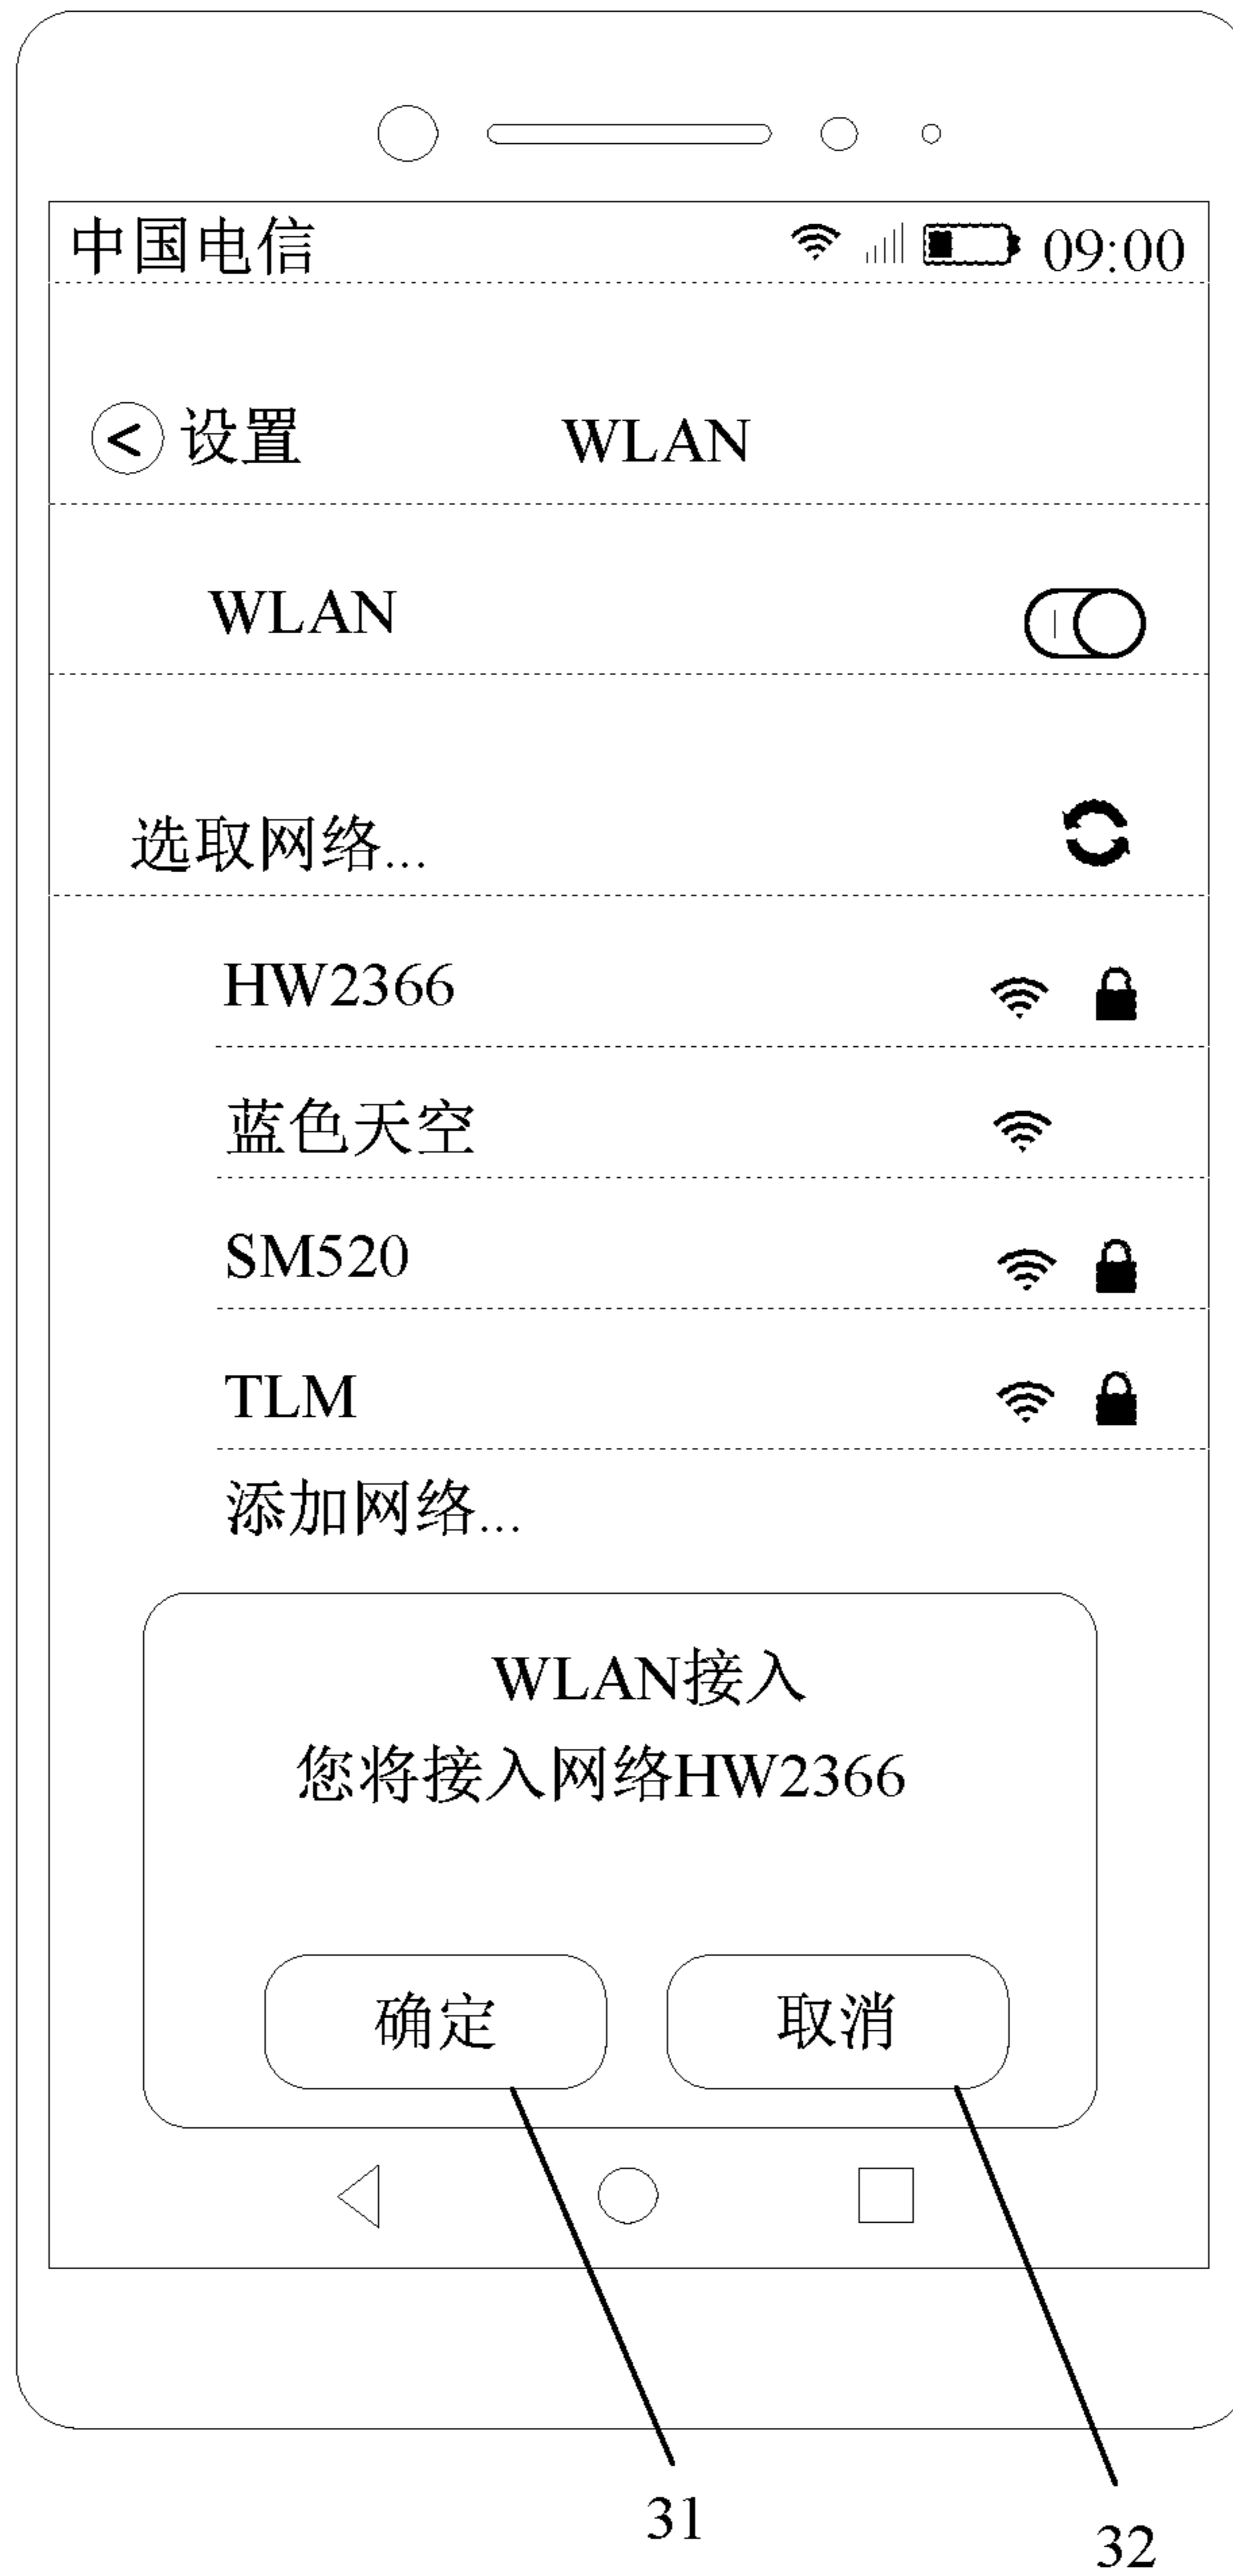 中国电信 09:00
< 设置 WLAN
WLAN
选取网络...
HW2366
蓝色天空
SM520
TLM
添加网络...
WLAN接入
您将接入网络HW2366
确定 取消
31
32